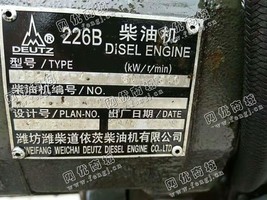 226B 柴油机
DEUTZ DISEL ENGINE
型号/TYPE (kW/r/min)
柴油机编号/NO.
设计号/PLAN-NO. 出厂日期/DATE
潍坊潍柴道依茨柴油机有限公司
WEIFANG WEICHAI DEUTZ DIESEL ENGINE CO.,LTD